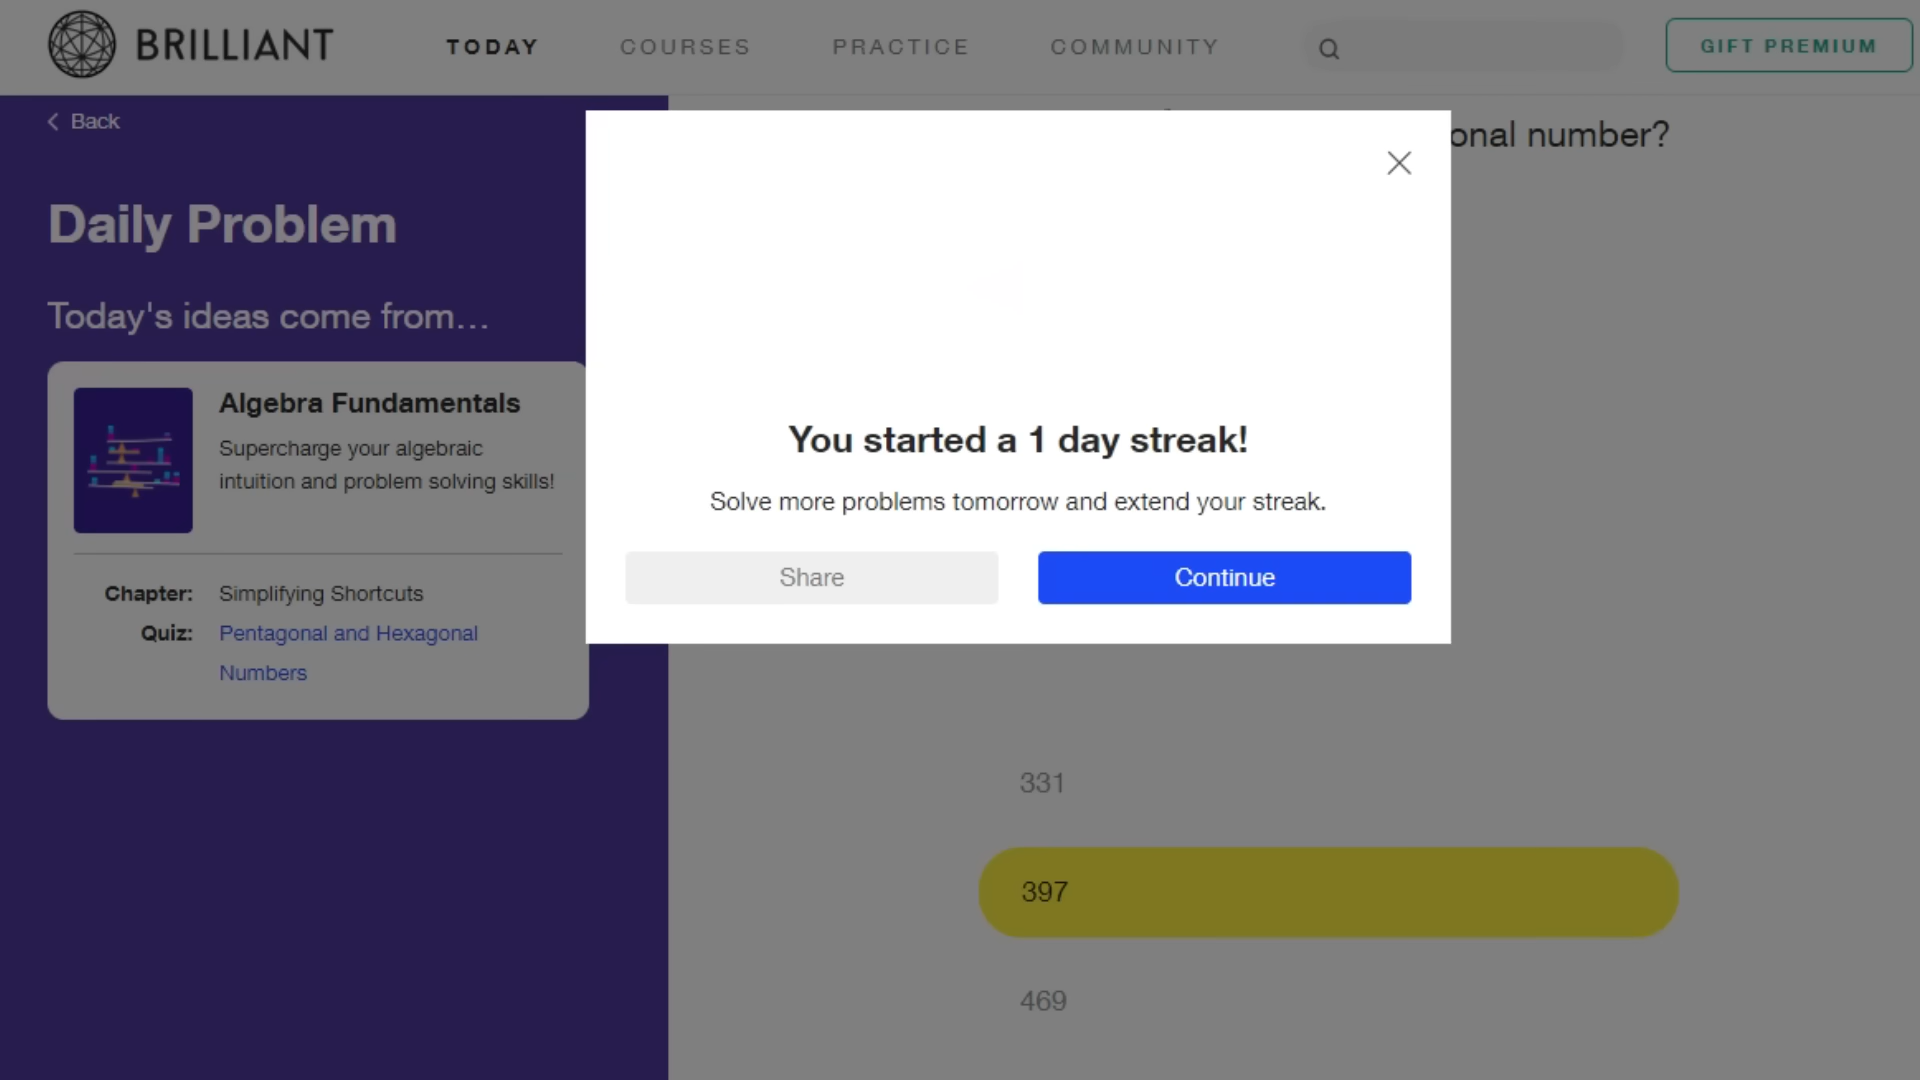 BRILLIANT
TODAY
COURSES
PRACTICE
COMMUNITY
GIFT PREMIUM
Back
Daily Problem
Today's ideas come from...
Algebra Fundamentals
Supercharge your algebraic
intuition and problem solving skills!
Chapter: Simplifying Shortcuts
Quiz: Pentagonal and Hexagonal
Numbers
onal number?
You started a 1 day streak!
Solve more problems tomorrow and extend your streak.
Share
Continue
331
397
469